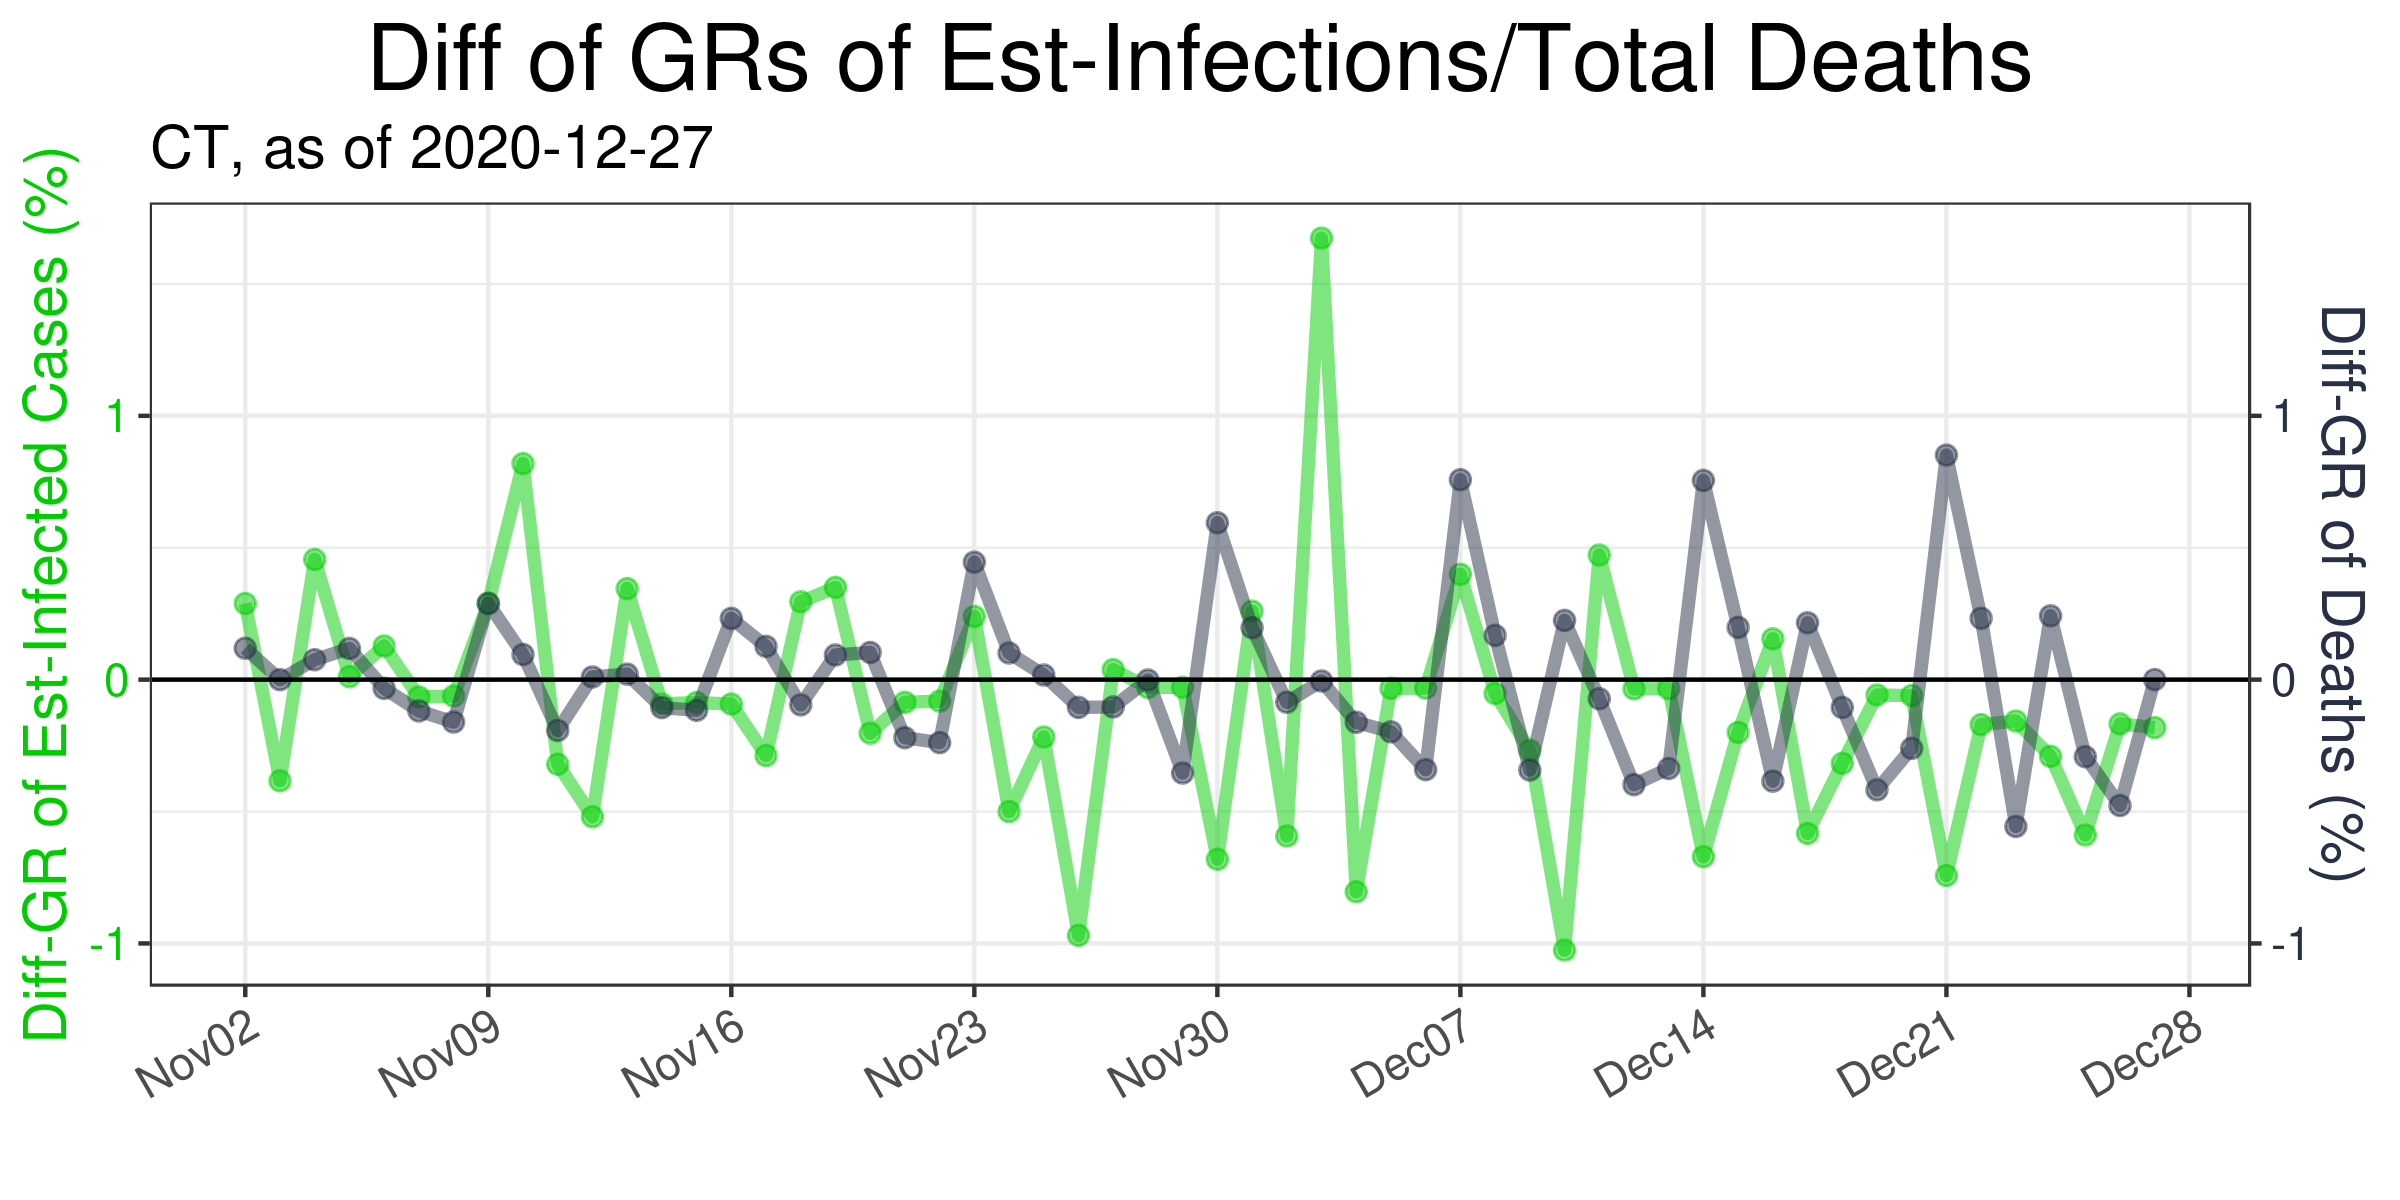 Diff of GRs of Est-Infections/Total Deaths
CT, as of 2020-12-27
Diff-GR of Est-Infected Cases (%)
1
0
-1
1
0
-1
Diff-GR of Deaths (%)
Nov02 Nov09 Nov16 Nov23 Nov30 Dec07 Dec14 Dec21 Dec28